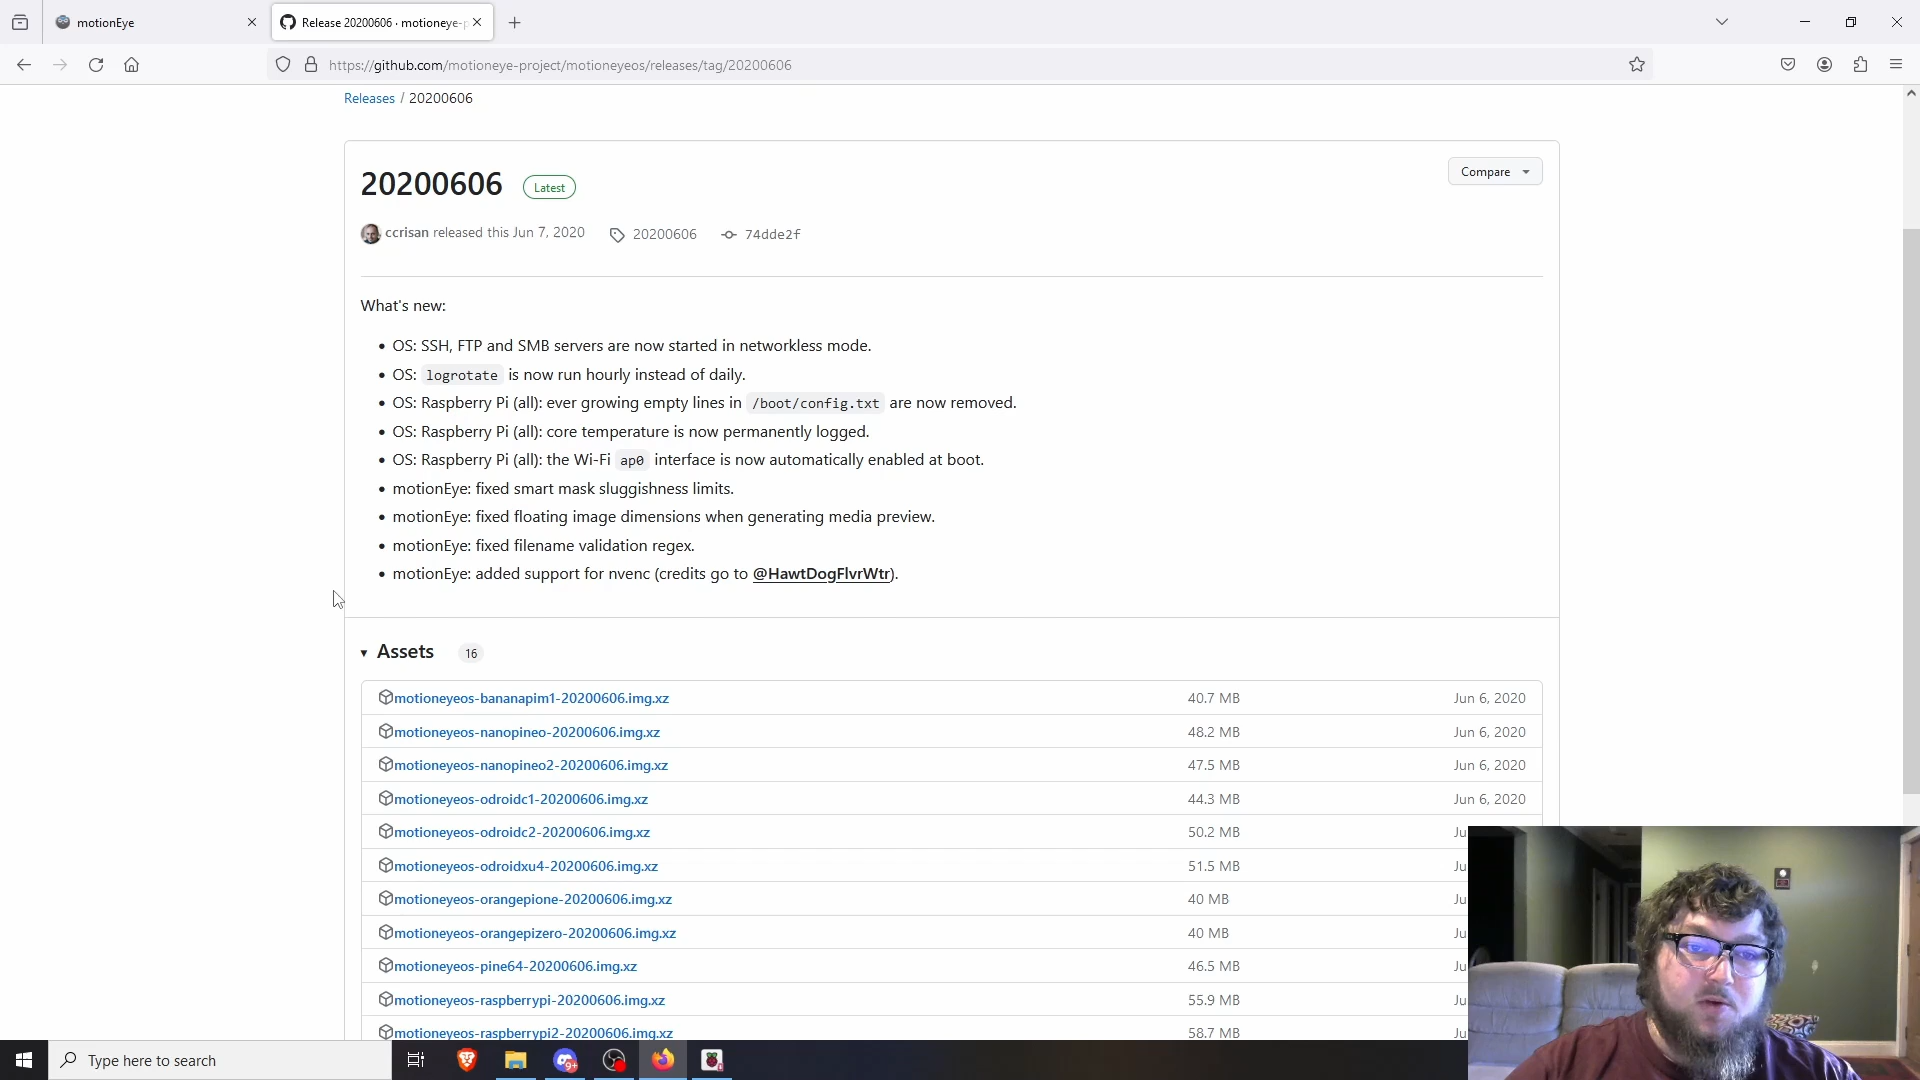 motionEye
Release 20200606 · motioneye-p
https://github.com/motioneye-project/motioneyeos/releases/tag/20200606
Releases / 20200606
20200606
Latest
Compare
ccrisan released this Jun 7, 2020
20200606
74dde2f
What's new:
OS: SSH, FTP and SMB servers are now started in networkless mode.
OS: logrotate is now run hourly instead of daily.
OS: Raspberry Pi (all): ever growing empty lines in /boot/config.txt are now removed.
OS: Raspberry Pi (all): core temperature is now permanently logged.
OS: Raspberry Pi (all): the Wi-Fi ap0 interface is now automatically enabled at boot.
motionEye: fixed smart mask sluggishness limits.
motionEye: fixed floating image dimensions when generating media preview.
motionEye: fixed filename validation regex.
motionEye: added support for nvenc (credits go to @HawtDogFlvrWtr).
Assets 16
motioneyeos-bananapim1-20200606.img.xz 40.7 MB Jun 6, 2020
motioneyeos-nanopineo-20200606.img.xz 48.2 MB Jun 6, 2020
motioneyeos-nanopineo2-20200606.img.xz 47.5 MB Jun 6, 2020
motioneyeos-odroidc1-20200606.img.xz 44.3 MB Jun 6, 2020
motioneyeos-odroidc2-20200606.img.xz 50.2 MB Ju
motioneyeos-odroidxu4-20200606.img.xz 51.5 MB Ju
motioneyeos-orangepione-20200606.img.xz 40 MB Ju
motioneyeos-orangepizero-20200606.img.xz 40 MB Ju
motioneyeos-pine64-20200606.img.xz 46.5 MB Ju
motioneyeos-raspberrypi-20200606.img.xz 55.9 MB Ju
motioneyeos-raspberrypi2-20200606.img.xz 58.7 MB Ju
Type here to search
9+